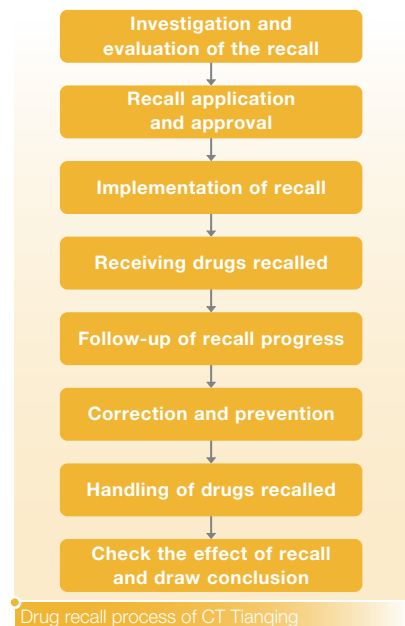 Investigation and
evaluation of the recall
Recall application
and approval
Implementation of recall
Receiving drugs recalled
Follow-up of recall progress
Correction and prevention
Handling of drugs recalled
Check the effect of recall
and draw conclusion
Drug recall process of CT Tianqing